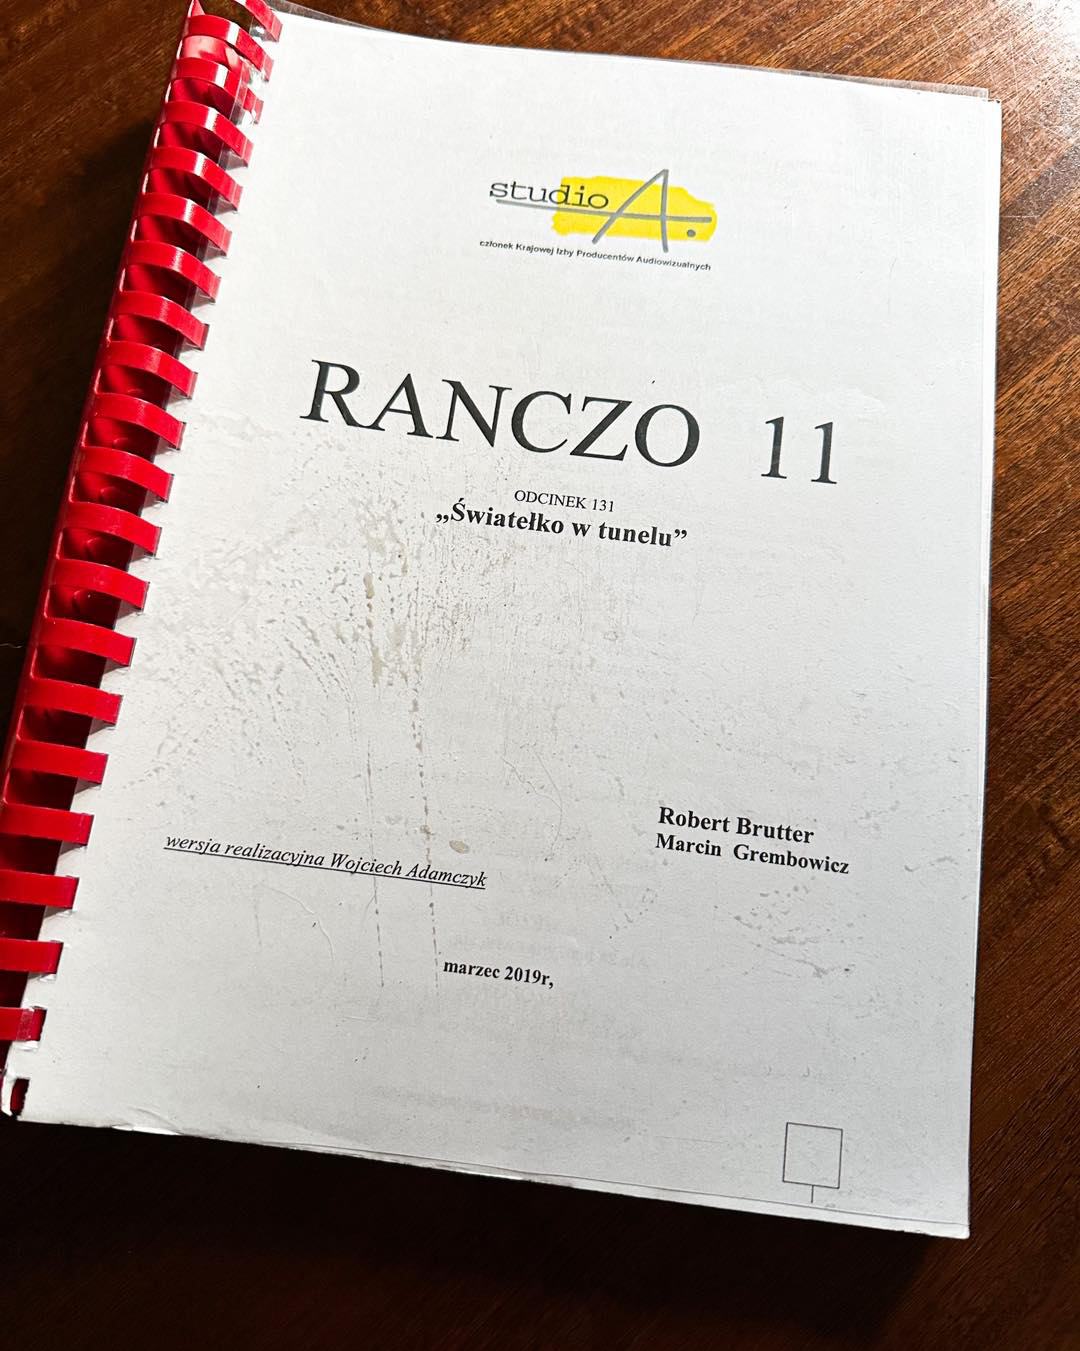 studio A.
członek Krajowej Izby Producentów Audiowizualnych
RANCZO 11
ODCINEK 131
„Światełko w tunelu”
Robert Brutter
Marcin Grembowicz
wersja realizacyjna Wojciech Adamczyk
marzec 2019r,